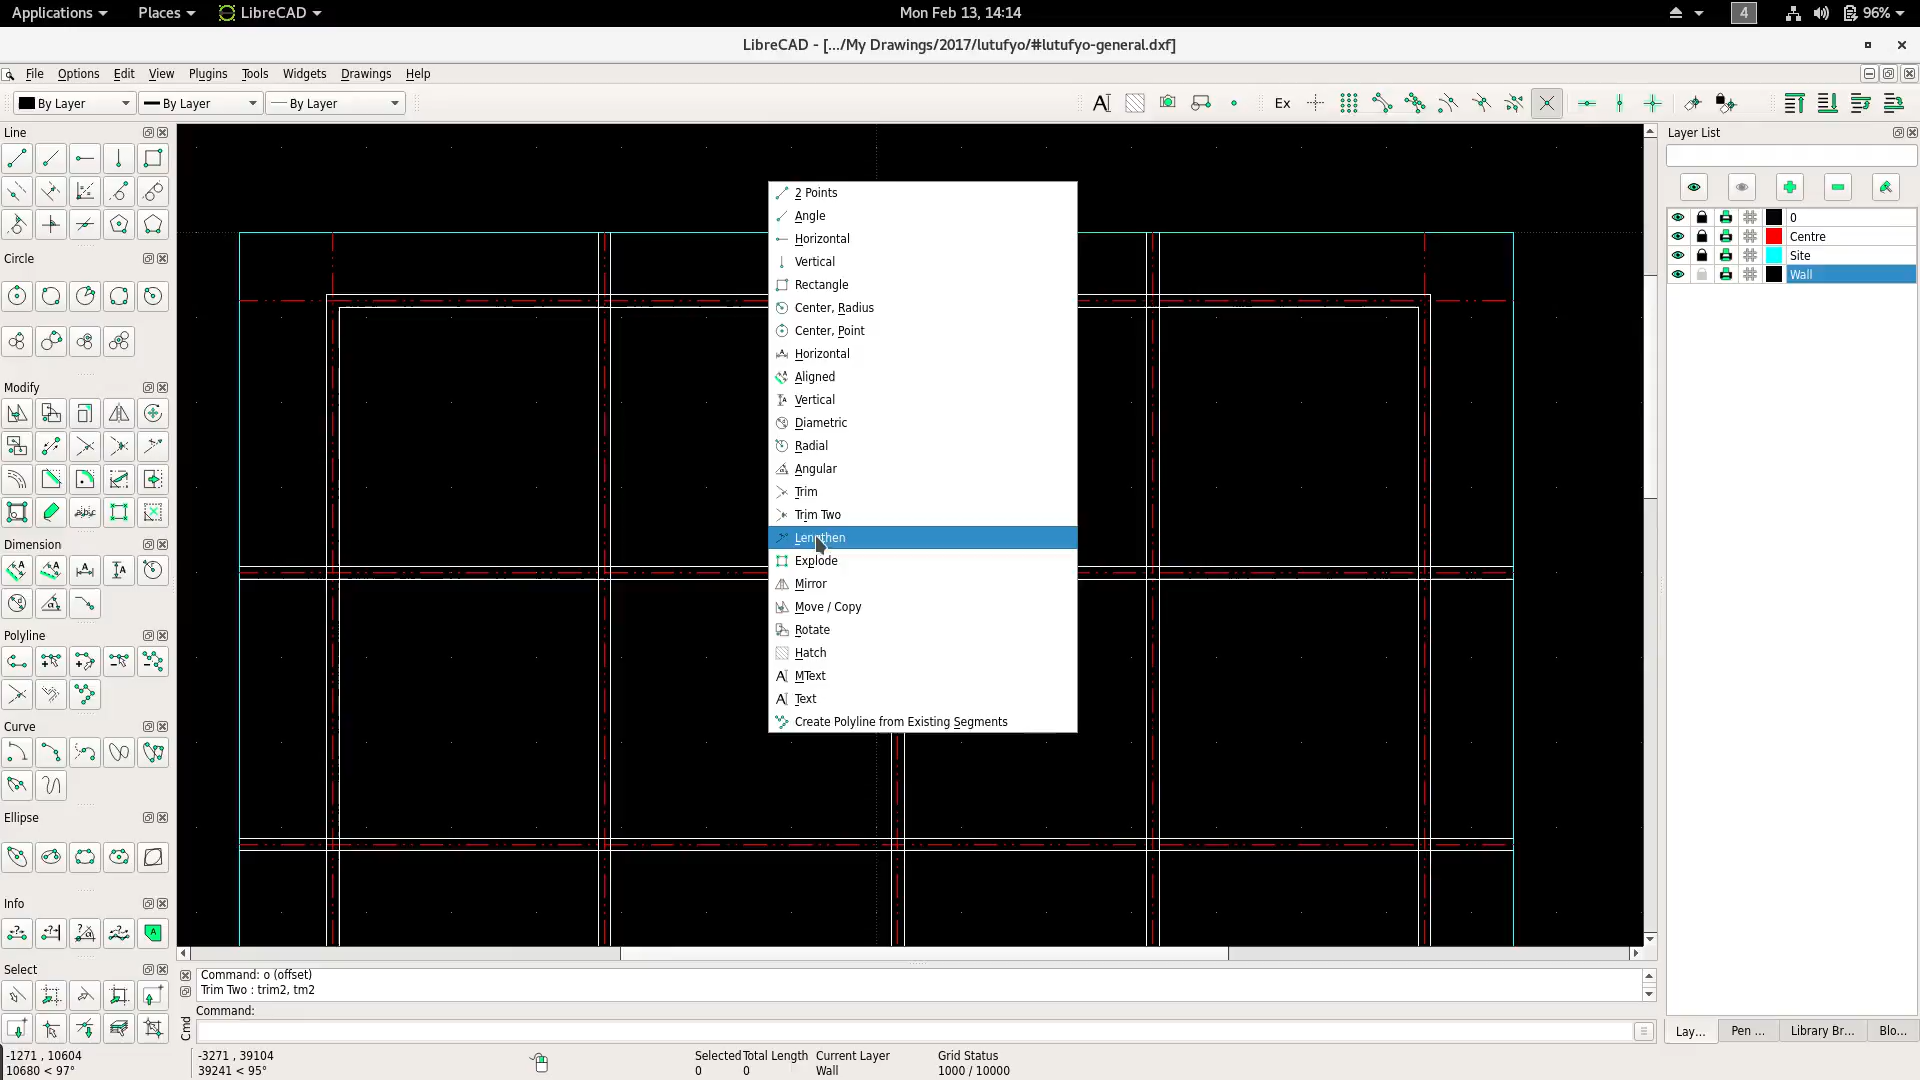 Applications Places LibreCAD Mon Feb 13, 14:14 4 96%
LibreCAD - [.../My Drawings/2017/lutufyo/#lutufyo-general.dxf]
File Options Edit View Plugins Tools Widgets Drawings Help
By Layer By Layer By Layer Ex
Line
Circle
Modify
Dimension
Polyline
Curve
Ellipse
Info
Select
2 Points
Angle
Horizontal
Vertical
Rectangle
Center, Radius
Center, Point
Horizontal
Aligned
Vertical
Diametric
Radial
Angular
Trim
Trim Two
Lengthen
Explode
Mirror
Move / Copy
Rotate
Hatch
MText
Text
Create Polyline from Existing Segments
Layer List
0
Centre
Site
Wall
Lay... Pen ... Library Br... Blo...
Command: o (offset)
Trim Two : trim2, tm2
Command:
Cmd
-1271 , 10604
10680 < 97°
-3271 , 39104
39241 < 95°
Selected Total Length Current Layer Grid Status
0 0 Wall 1000 / 10000